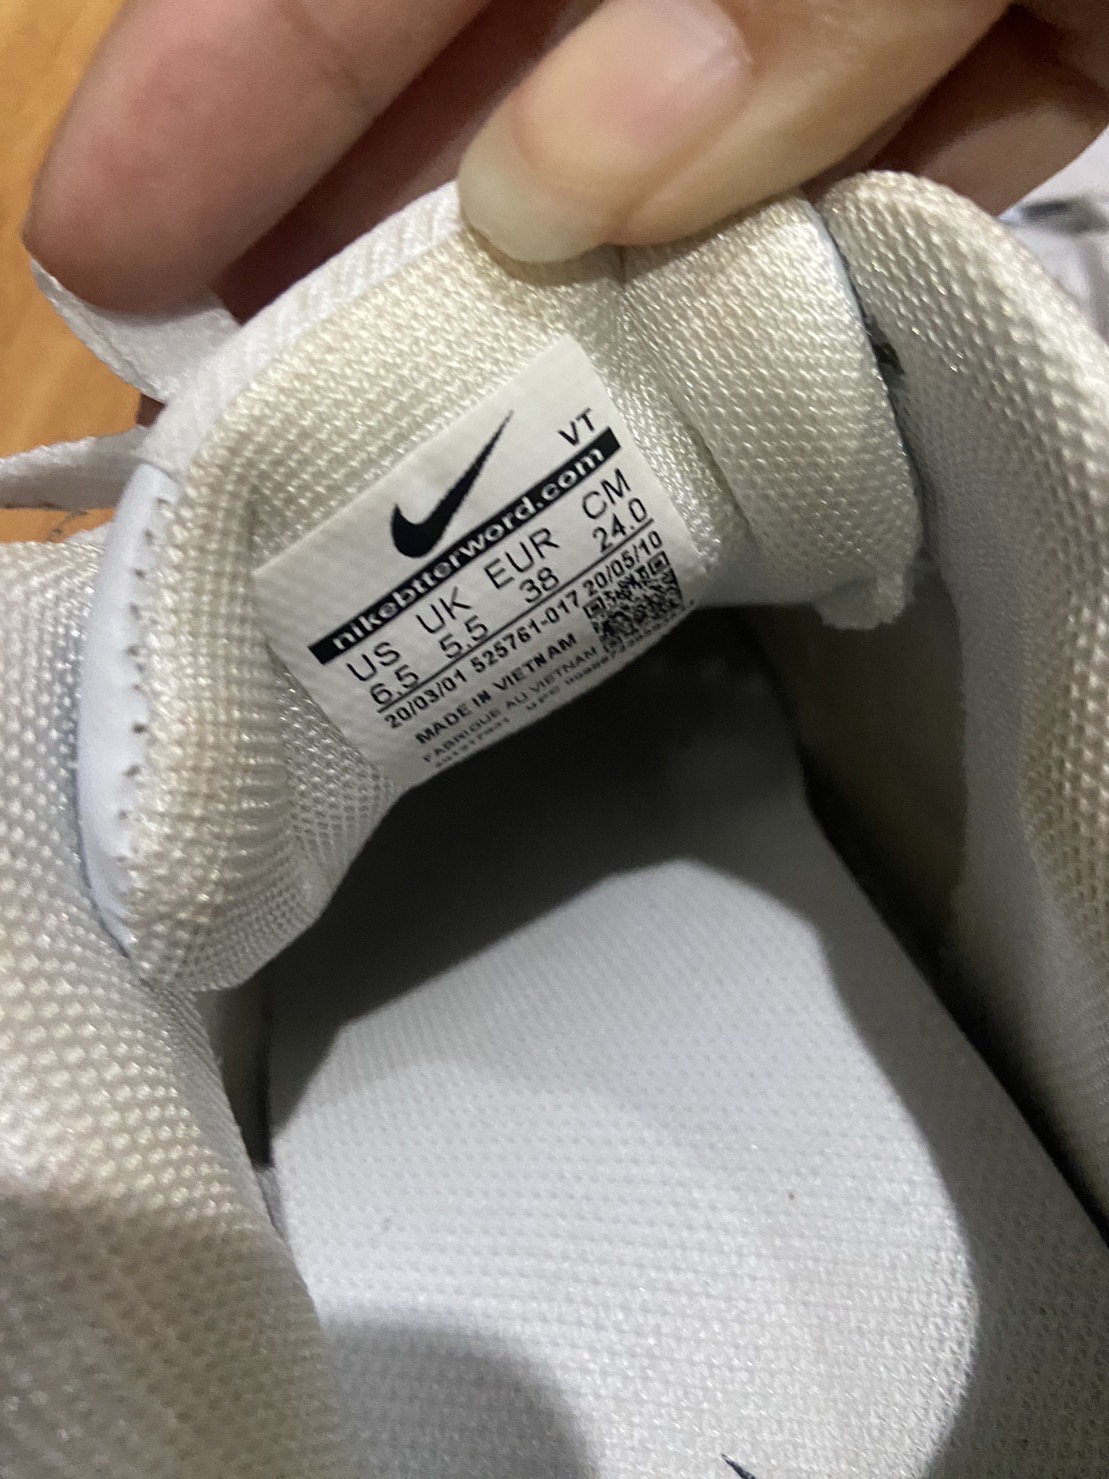 VT
nikebtterword.com
US UK EUR CM
6.5 5.5 38 24.0
20/03/01 525761-017 20/05/10
MADE IN VIETNAM
FABRIQUE AU VIETNAM
UPC